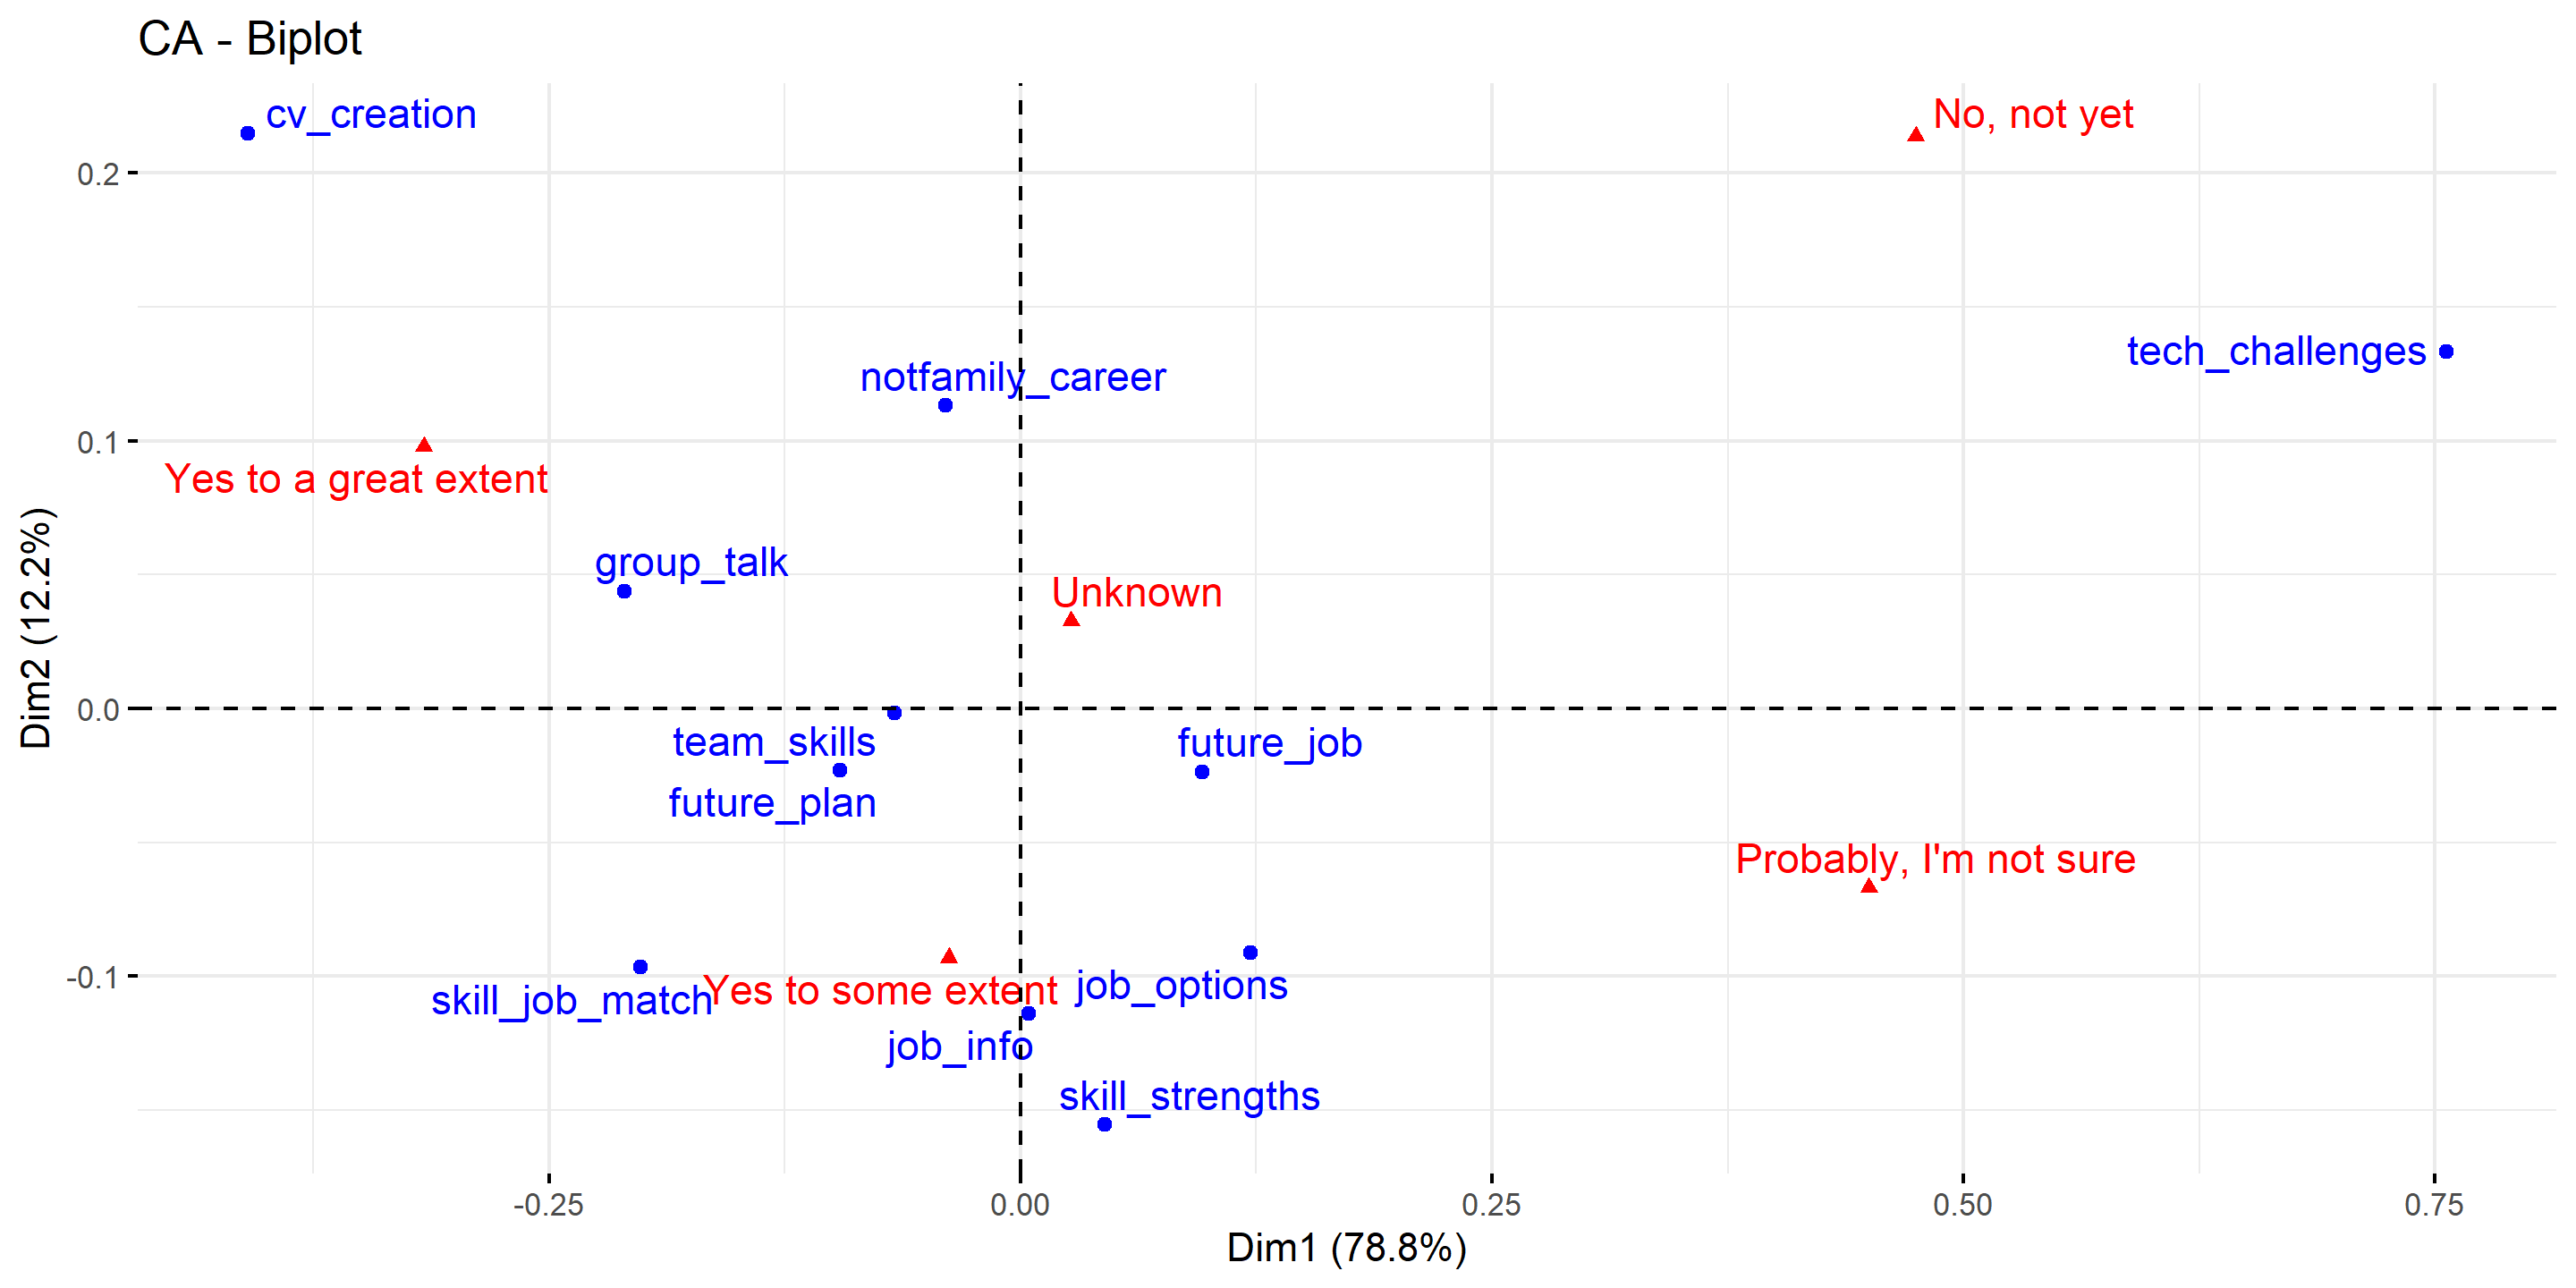 CA - Biplot
cv_creation
No, not yet
0.2
tech_challenges
notfamily_career
0.1
Yes to a great extent
group_talk
Unknown
Dim2 (12.2%)
0.0
team_skills
future_job
future_plan
Probably, I'm not sure
-0.1
skill_job_match
Yes to some extent
job_options
job_info
skill_strengths
-0.25
0.00
0.25
0.50
0.75
Dim1 (78.8%)